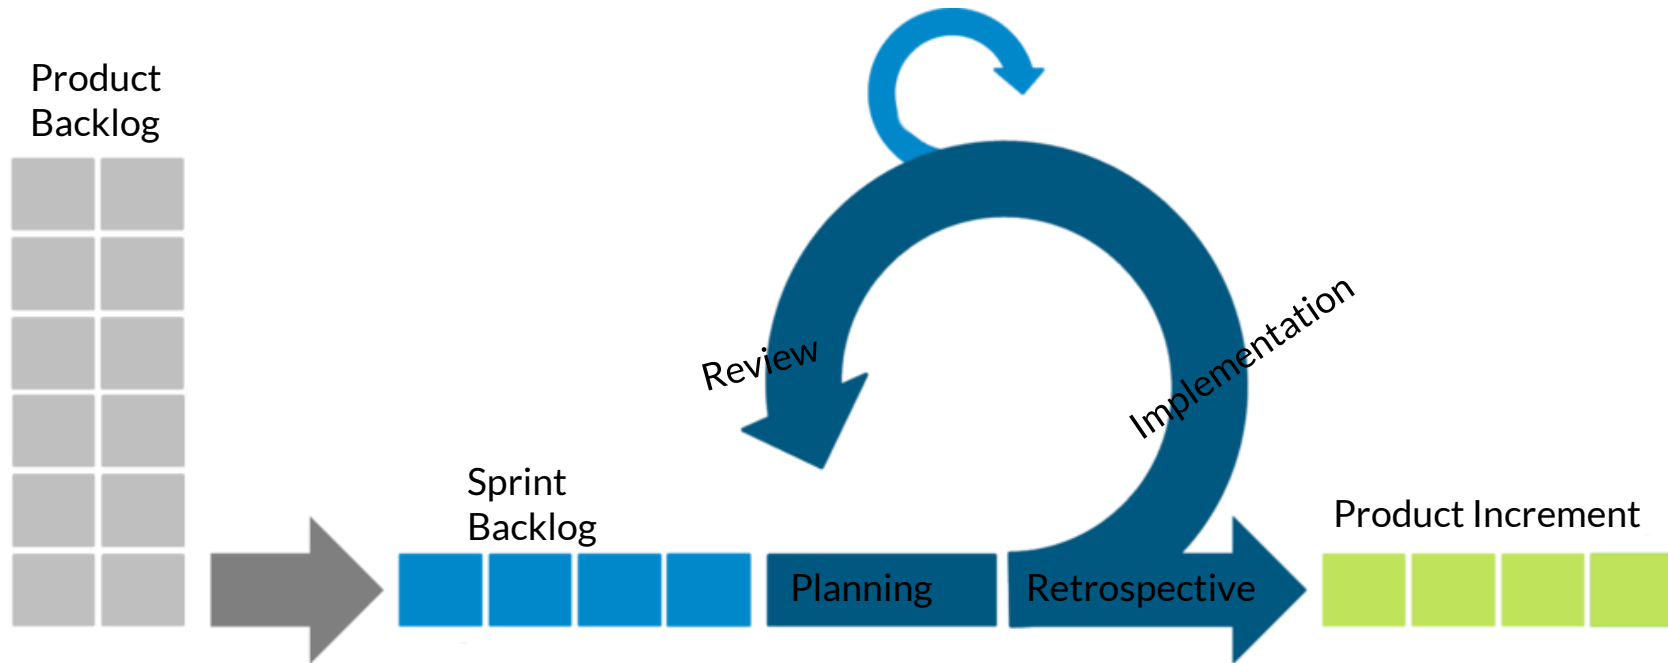 Product
Backlog
Review
Implementation
Sprint
Backlog
Product Increment
Planning
Retrospective